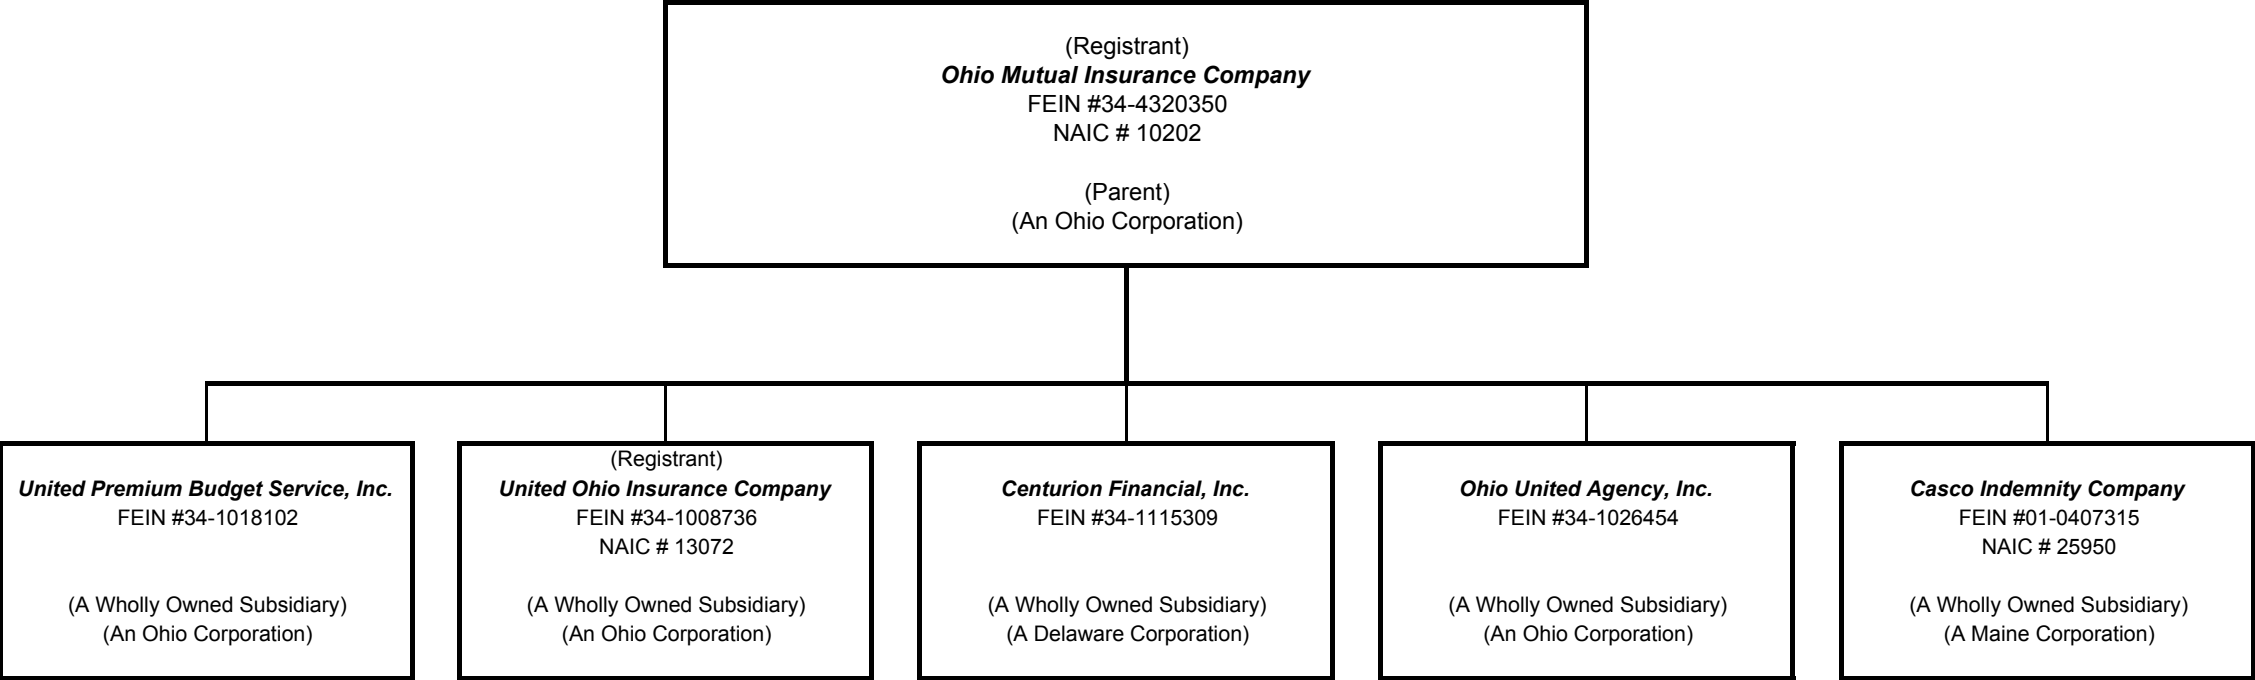 (Registrant)
Ohio Mutual Insurance Company
FEIN #34-4320350
NAIC # 10202
(Parent)
(An Ohio Corporation)
United Premium Budget Service, Inc.
FEIN #34-1018102
(A Wholly Owned Subsidiary)
(An Ohio Corporation)
(Registrant)
United Ohio Insurance Company
FEIN #34-1008736
NAIC # 13072
(A Wholly Owned Subsidiary)
(An Ohio Corporation)
Centurion Financial, Inc.
FEIN #34-1115309
(A Wholly Owned Subsidiary)
(A Delaware Corporation)
Ohio United Agency, Inc.
FEIN #34-1026454
(A Wholly Owned Subsidiary)
(An Ohio Corporation)
Casco Indemnity Company
FEIN #01-0407315
NAIC # 25950
(A Wholly Owned Subsidiary)
(A Maine Corporation)